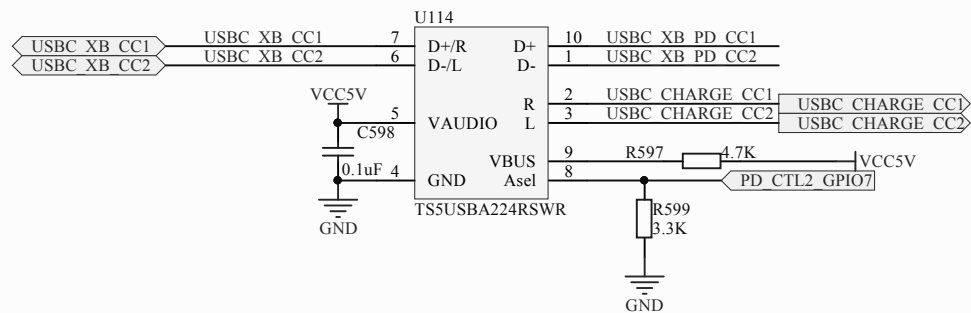 U114
USBC_XB_CC1 USBC_XB_CC1 7 D+/R D+ 10 USBC_XB_PD_CC1
USBC_XB_CC2 USBC_XB_CC2 6 D-/L D- 1 USBC_XB_PD_CC2
VCC5V R 2 USBC_CHARGE_CC1 USBC_CHARGE_CC1
5 VAUDIO L 3 USBC_CHARGE_CC2 USBC_CHARGE_CC2
C598
VBUS 9 R597 4.7K VCC5V
0.1uF 4 GND Asel 8 PD_CTL2_GPIO7
TS5USBA224RSWR R599
GND 3.3K
GND